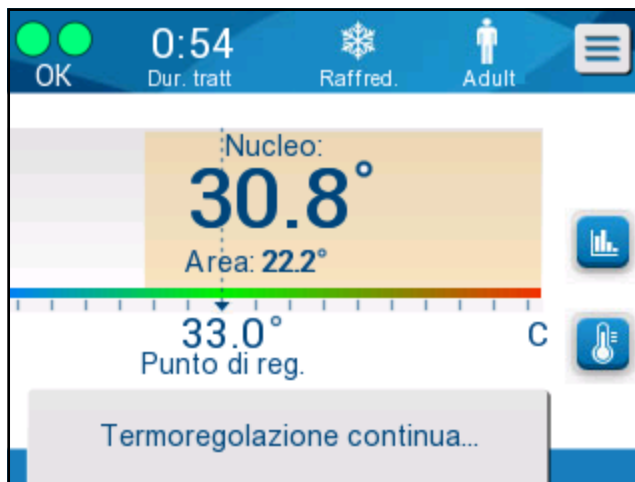 OK
0:54
Dur. tratt
Raffred.
Adult
Nucleo:
30.8°
Area: 22.2°
33.0° C
Punto di reg.
Termoregolazione continua...